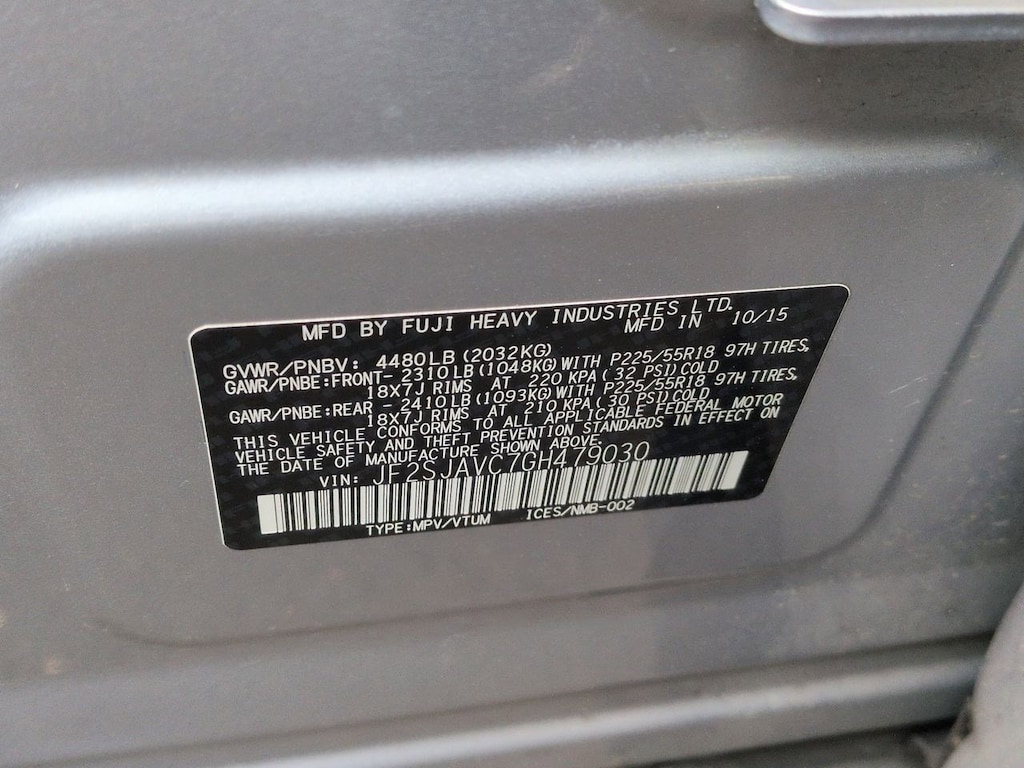 MFD BY FUJI HEAVY INDUSTRIES LTD.
MFD IN 10/15
GVWR/PNBV: 4480LB(2032KG)
GAWR/PNBE:FRONT- 2310LB(1048KG)WITH P225/55R18 97H TIRES,
18X7J RIMS AT 220 KPA(32 PSI)COLD
GAWR/PNBE:REAR - 2410LB(1093KG)WITH P225/55R18 97H TIRES,
18X7J RIMS AT 210 KPA(30 PSI)COLD
THIS VEHICLE CONFORMS TO ALL APPLICABLE FEDERAL MOTOR
VEHICLE SAFETY AND THEFT PREVENTION STANDARDS IN EFFECT ON
THE DATE OF MANUFACTURE SHOWN ABOVE.
VIN: JF2SJAVC7GH479030
TYPE:MPV/VTUM ICES/NMB-002